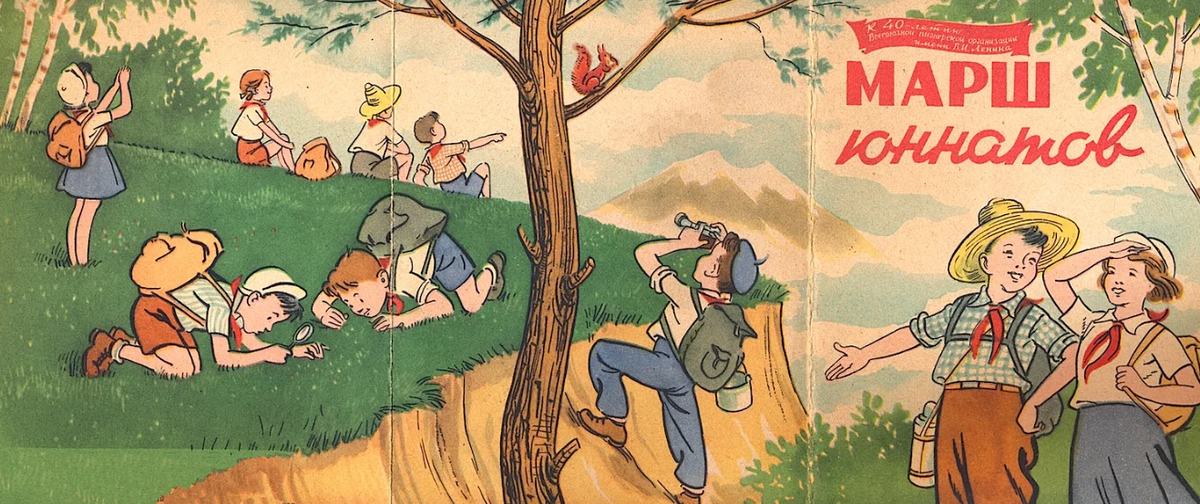 К 40-летию
Всесоюзной пионерской организации
имени В.И. Ленина
МАРШ
юннатов